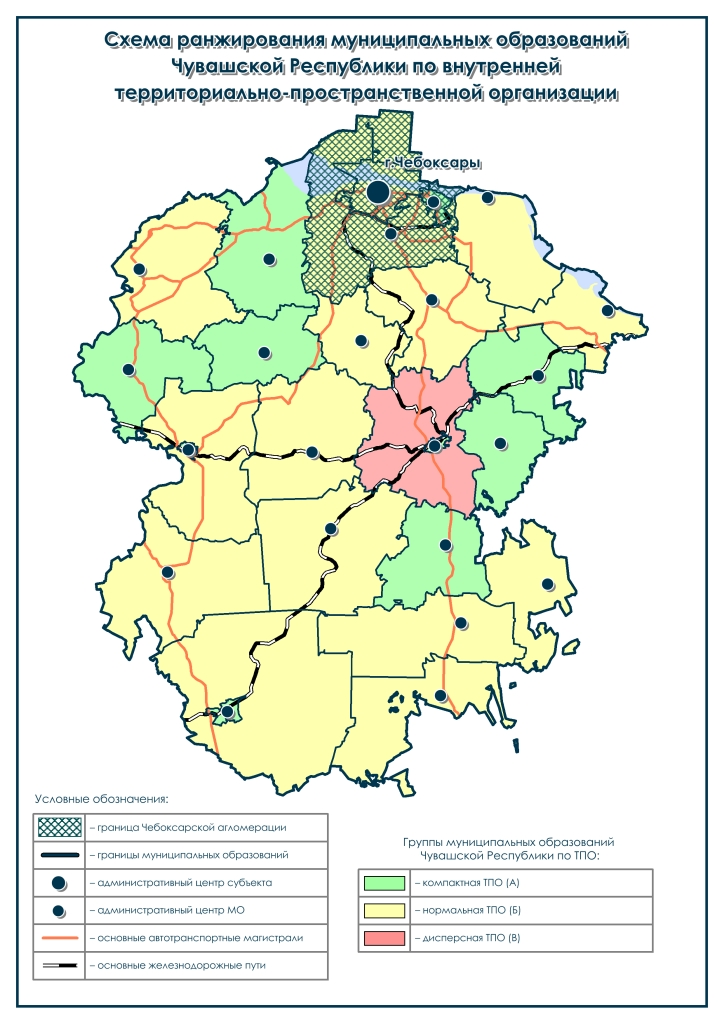 Схема ранжирования муниципальных образований
Чувашской Республики по внутренней
территориально-пространственной организации
г.Чебоксары
Условные обозначения:
– граница Чебоксарской агломерации
– границы муниципальных образований
– административный центр субъекта
– административный центр МО
– основные автотранспортные магистрали
– основные железнодорожные пути
Группы муниципальных образований
Чувашской Республики по ТПО:
– компактная ТПО (А)
– нормальная ТПО (Б)
– дисперсная ТПО (В)